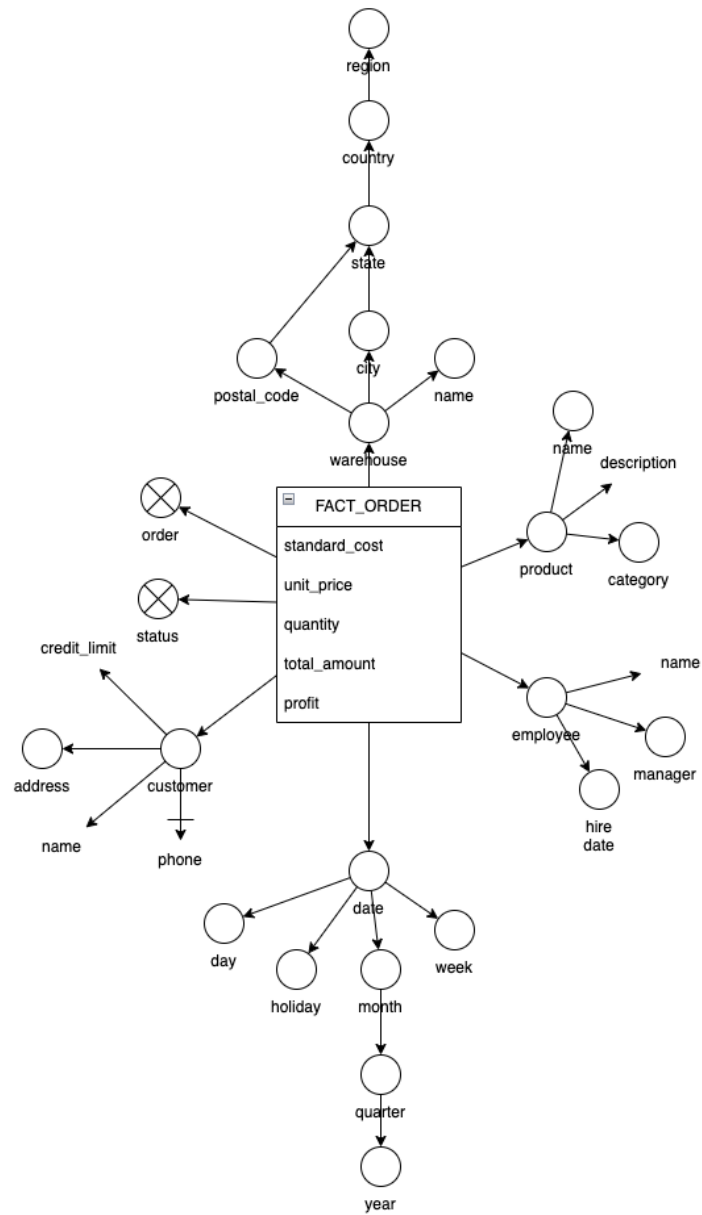 region
country
state
city
postal_code
name
warehouse
name
description
product
category
order
status
FACT_ORDER
standard_cost
unit_price
quantity
total_amount
profit
credit_limit
address
customer
name
phone
name
employee
manager
hire
date
date
day
holiday
month
week
quarter
year